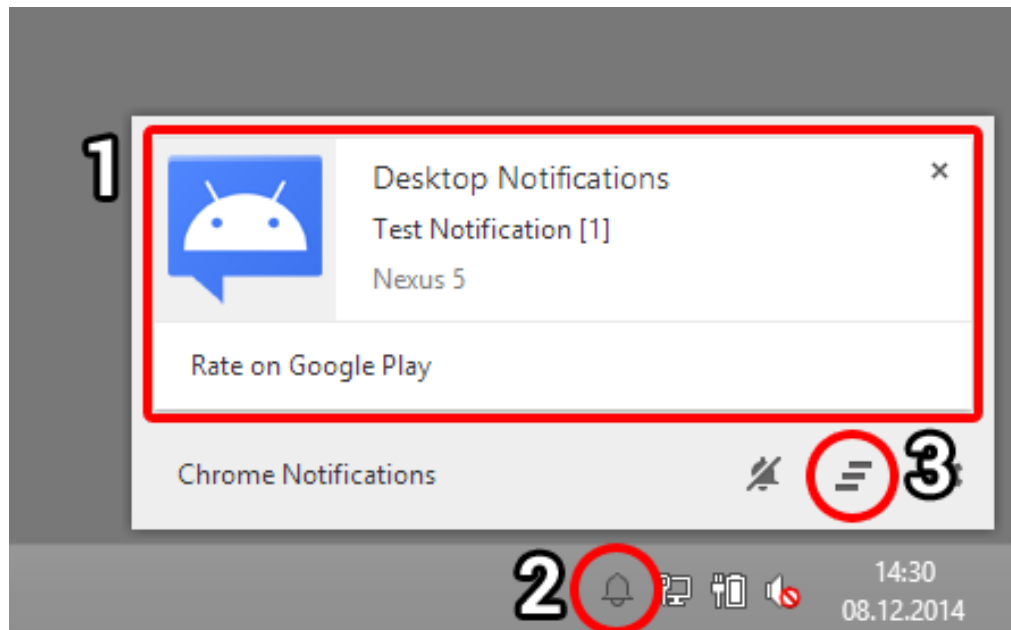 1
Desktop Notifications
Test Notification [1]
Nexus 5
Rate on Google Play
Chrome Notifications
3
2
14:30
08.12.2014